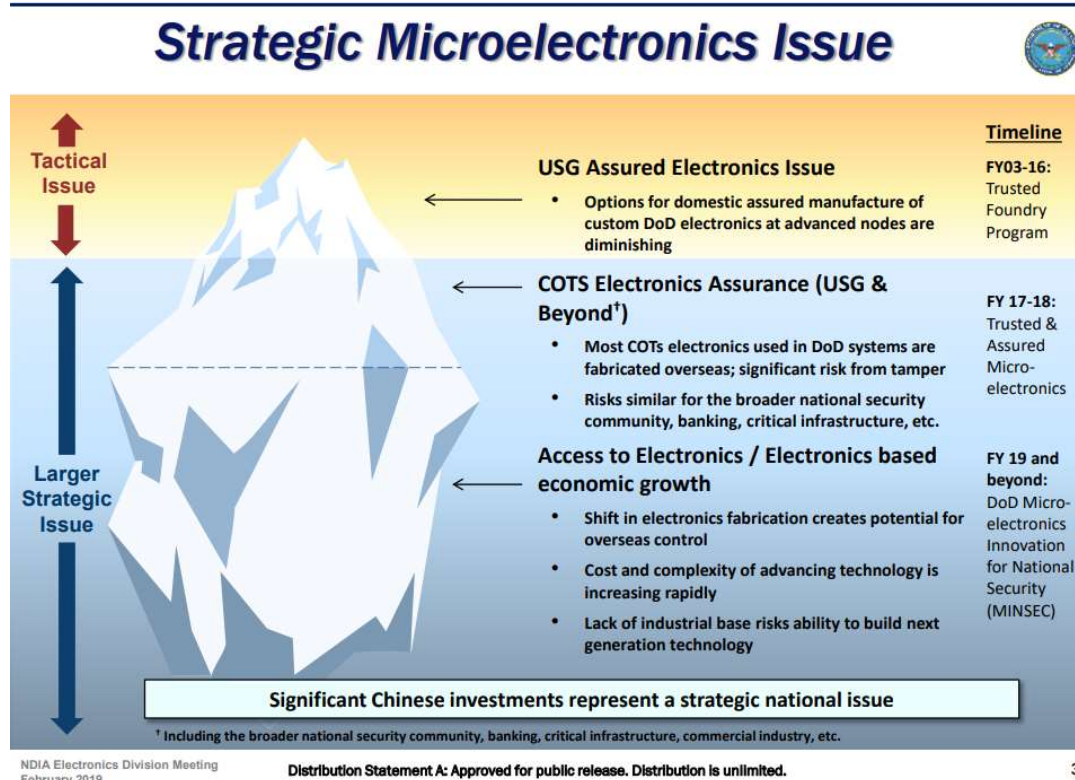 Strategic Microelectronics Issue
Tactical
Issue
Larger
Strategic
Issue
USG Assured Electronics Issue
• Options for domestic assured manufacture of
custom DoD electronics at advanced nodes are
diminishing
COTS Electronics Assurance (USG &
Beyond†)
• Most COTs electronics used in DoD systems are
fabricated overseas; significant risk from tamper
• Risks similar for the broader national security
community, banking, critical infrastructure, etc.
Access to Electronics / Electronics based
economic growth
• Shift in electronics fabrication creates potential for
overseas control
• Cost and complexity of advancing technology is
increasing rapidly
• Lack of industrial base risks ability to build next
generation technology
Timeline
FY03-16:
Trusted
Foundry
Program
FY 17-18:
Trusted &
Assured
Micro-
electronics
FY 19 and
beyond:
DoD Micro-
electronics
Innovation
for National
Security
(MINSEC)
Significant Chinese investments represent a strategic national issue
† Including the broader national security community, banking, critical infrastructure, commercial industry, etc.
NDIA Electronics Division Meeting
February 2019
Distribution Statement A: Approved for public release. Distribution is unlimited.
3